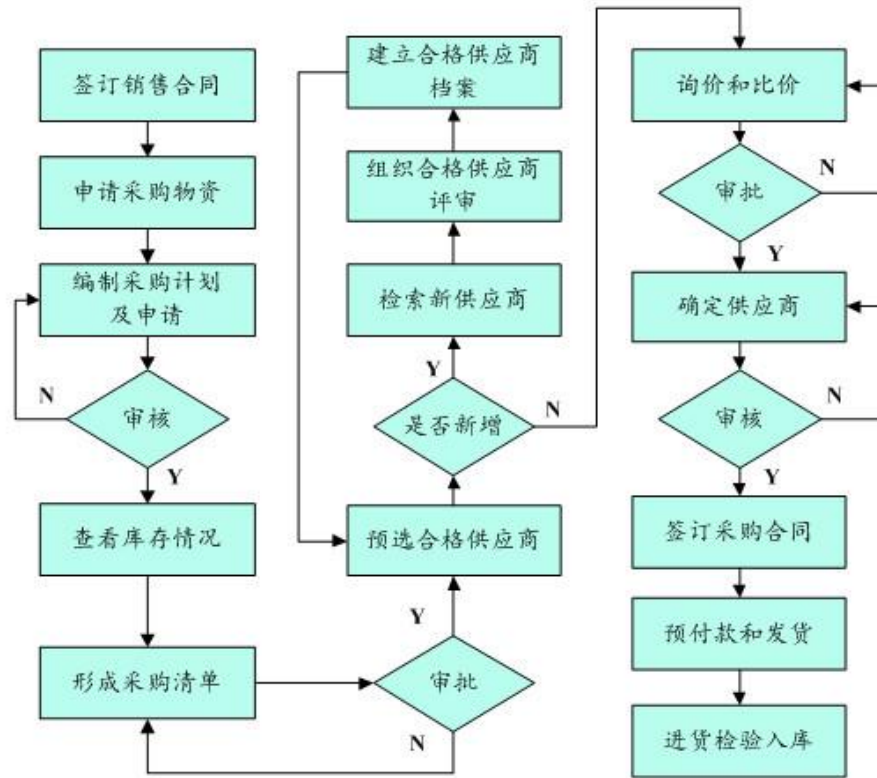 签订销售合同
申请采购物资
编制采购计划
及申请
N
审核
Y
查看库存情况
形成采购清单
建立合格供应商
档案
组织合格供应商
评审
检索新供应商
Y
N
是否新增
预选合格供应商
Y
审批
N
询价和比价
N
审批
Y
确定供应商
N
审核
Y
签订采购合同
预付款和发货
进货检验入库